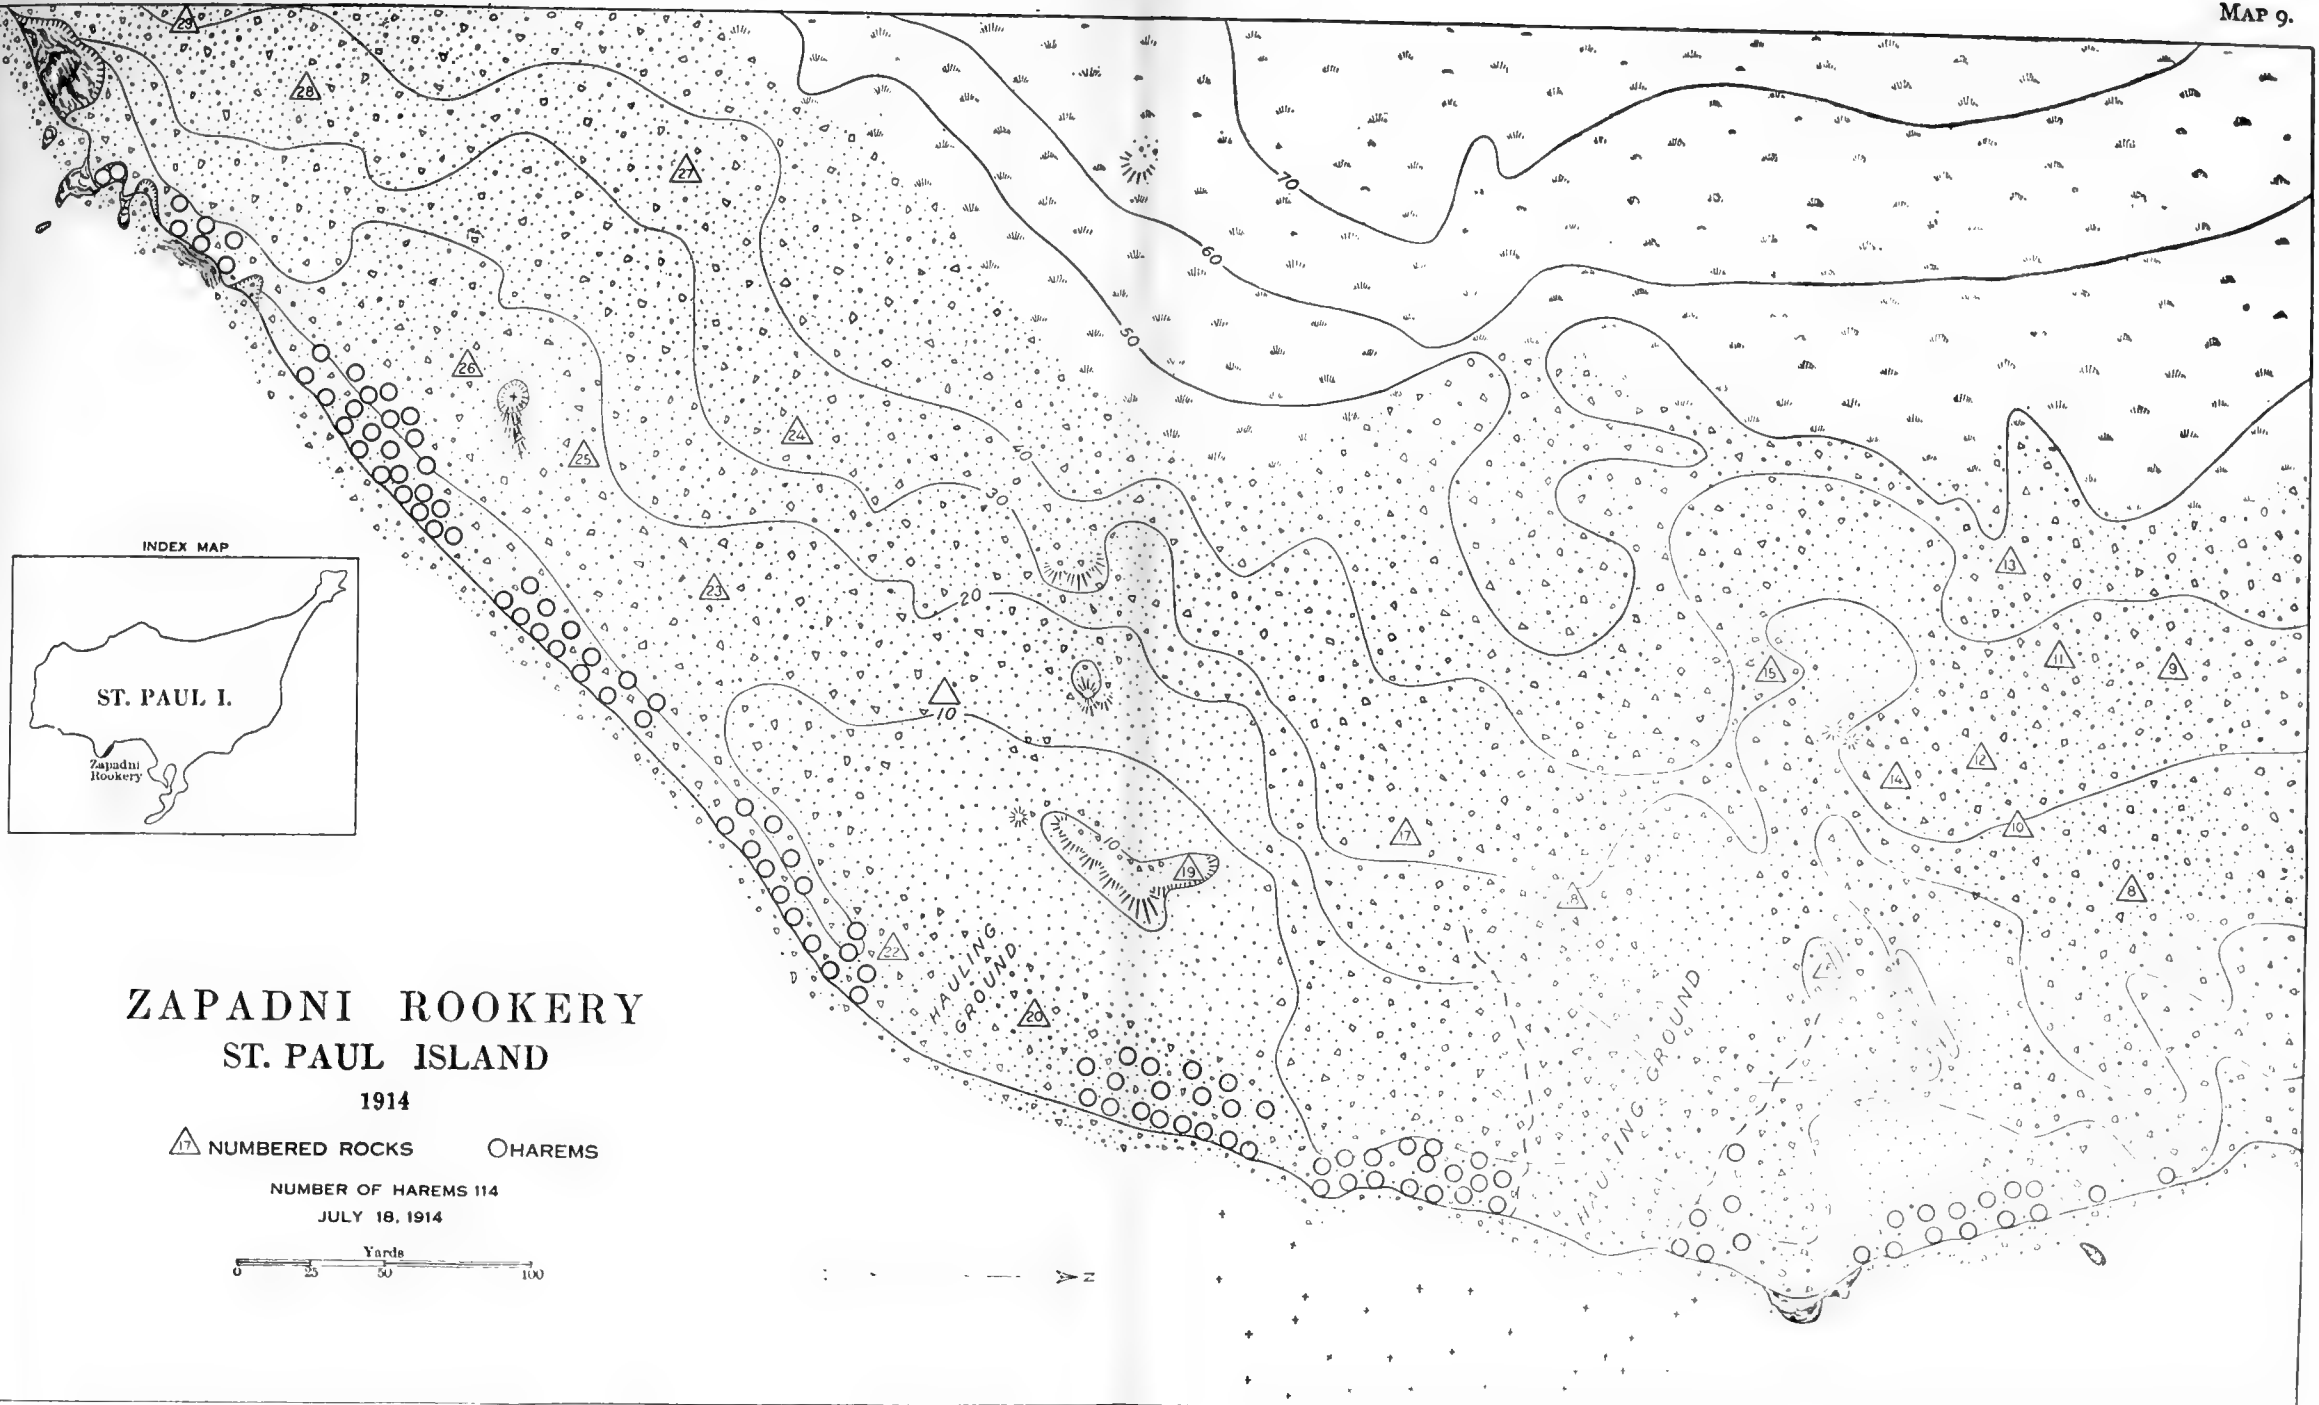 MAP 9.
29
28
27
26
25
24
23
22
20
19
17
15
14
13
12
11
10
9
8
70
60
50
40
30
20
10
10
HAULING
GROUND
HAULING GROUND
INDEX MAP
ST. PAUL I.
Zapadni
Rookery
ZAPADNI ROOKERY
ST. PAUL ISLAND
1914
17 NUMBERED ROCKS HAREMS
NUMBER OF HAREMS 114
JULY 18, 1914
Yards
0 25 50 100
N